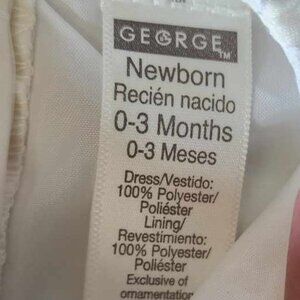 GEORGE TM
Newborn
Recién nacido
0-3 Months
0-3 Meses
Dress/Vestido:
100% Polyester/
Poliéster
Lining/
Revestimiento:
100% Polyester/
Poliéster
Exclusive of
ornamentation